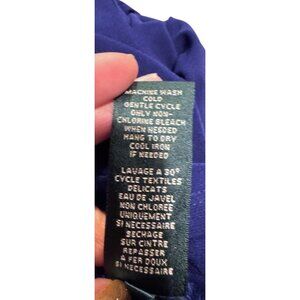 MACHINE WASH
COLD
GENTLE CYCLE
ONLY NON-
CHLORINE BLEACH
WHEN NEEDED
HANG TO DRY
COOL IRON
IF NEEDED
LAVAGE A 30°
CYCLE TEXTILES
DELICATS
EAU DE JAVEL
NON CHLOREE
UNIQUEMENT
SI NECESSAIRE
SECHAGE
SUR CINTRE
REPASSER
A FER DOUX
SI NECESSAIRE